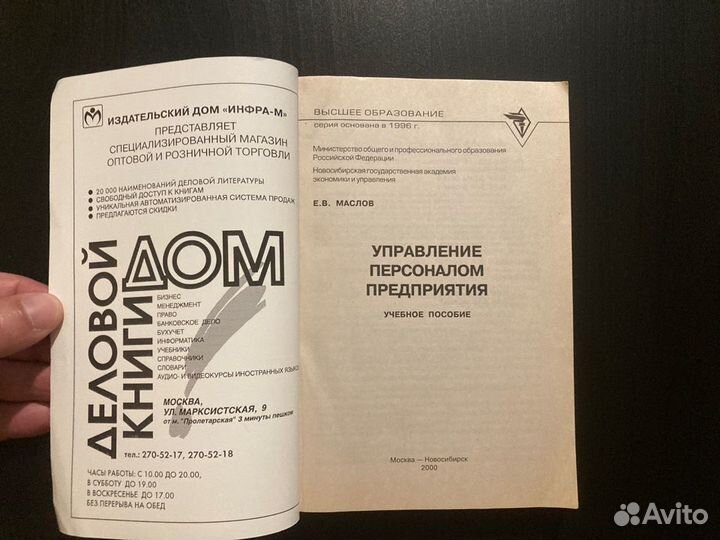 ИЗДАТЕЛЬСКИЙ ДОМ «ИНФРА-М»
ПРЕДСТАВЛЯЕТ
СПЕЦИАЛИЗИРОВАННЫЙ МАГАЗИН
ОПТОВОЙ И РОЗНИЧНОЙ ТОРГОВЛИ
● 20 000 НАИМЕНОВАНИЙ ДЕЛОВОЙ ЛИТЕРАТУРЫ
● СВОБОДНЫЙ ДОСТУП К КНИГАМ
● УНИКАЛЬНАЯ АВТОМАТИЗИРОВАННАЯ СИСТЕМА ПРОДАЖ
● ПРЕДЛАГАЮТСЯ СКИДКИ
ДОМ
ДЕЛОВОЙ
КНИГИ
БИЗНЕС
МЕНЕДЖМЕНТ
ПРАВО
БАНКОВСКОЕ ДЕЛО
БУХУЧЕТ
ИНФОРМАТИКА
УЧЕБНИКИ
СПРАВОЧНИКИ
СЛОВАРИ
АУДИО- И ВИДЕОКУРСЫ ИНОСТРАННЫХ ЯЗЫКОВ
МОСКВА,
УЛ. МАРКСИСТСКАЯ, 9
от м. "Пролетарская" 3 минуты пешком
тел.: 270-52-17, 270-52-18
ЧАСЫ РАБОТЫ: С 10.00 ДО 20.00,
В СУББОТУ ДО 19.00
В ВОСКРЕСЕНЬЕ ДО 17.00
БЕЗ ПЕРЕРЫВА НА ОБЕД
ВЫСШЕЕ ОБРАЗОВАНИЕ
серия основана в 1996 г.
Министерство общего и профессионального образования
Российской Федерации
Новосибирская государственная академия
экономики и управления
Е.В. МАСЛОВ
УПРАВЛЕНИЕ
ПЕРСОНАЛОМ
ПРЕДПРИЯТИЯ
УЧЕБНОЕ ПОСОБИЕ
Москва — Новосибирск
2000
Avito